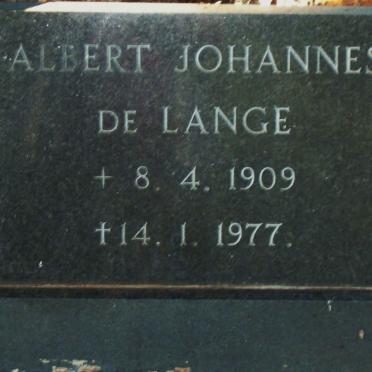 ALBERT JOHANNES
DE LANGE
+ 8. 4. 1909
† 14. 1. 1977.